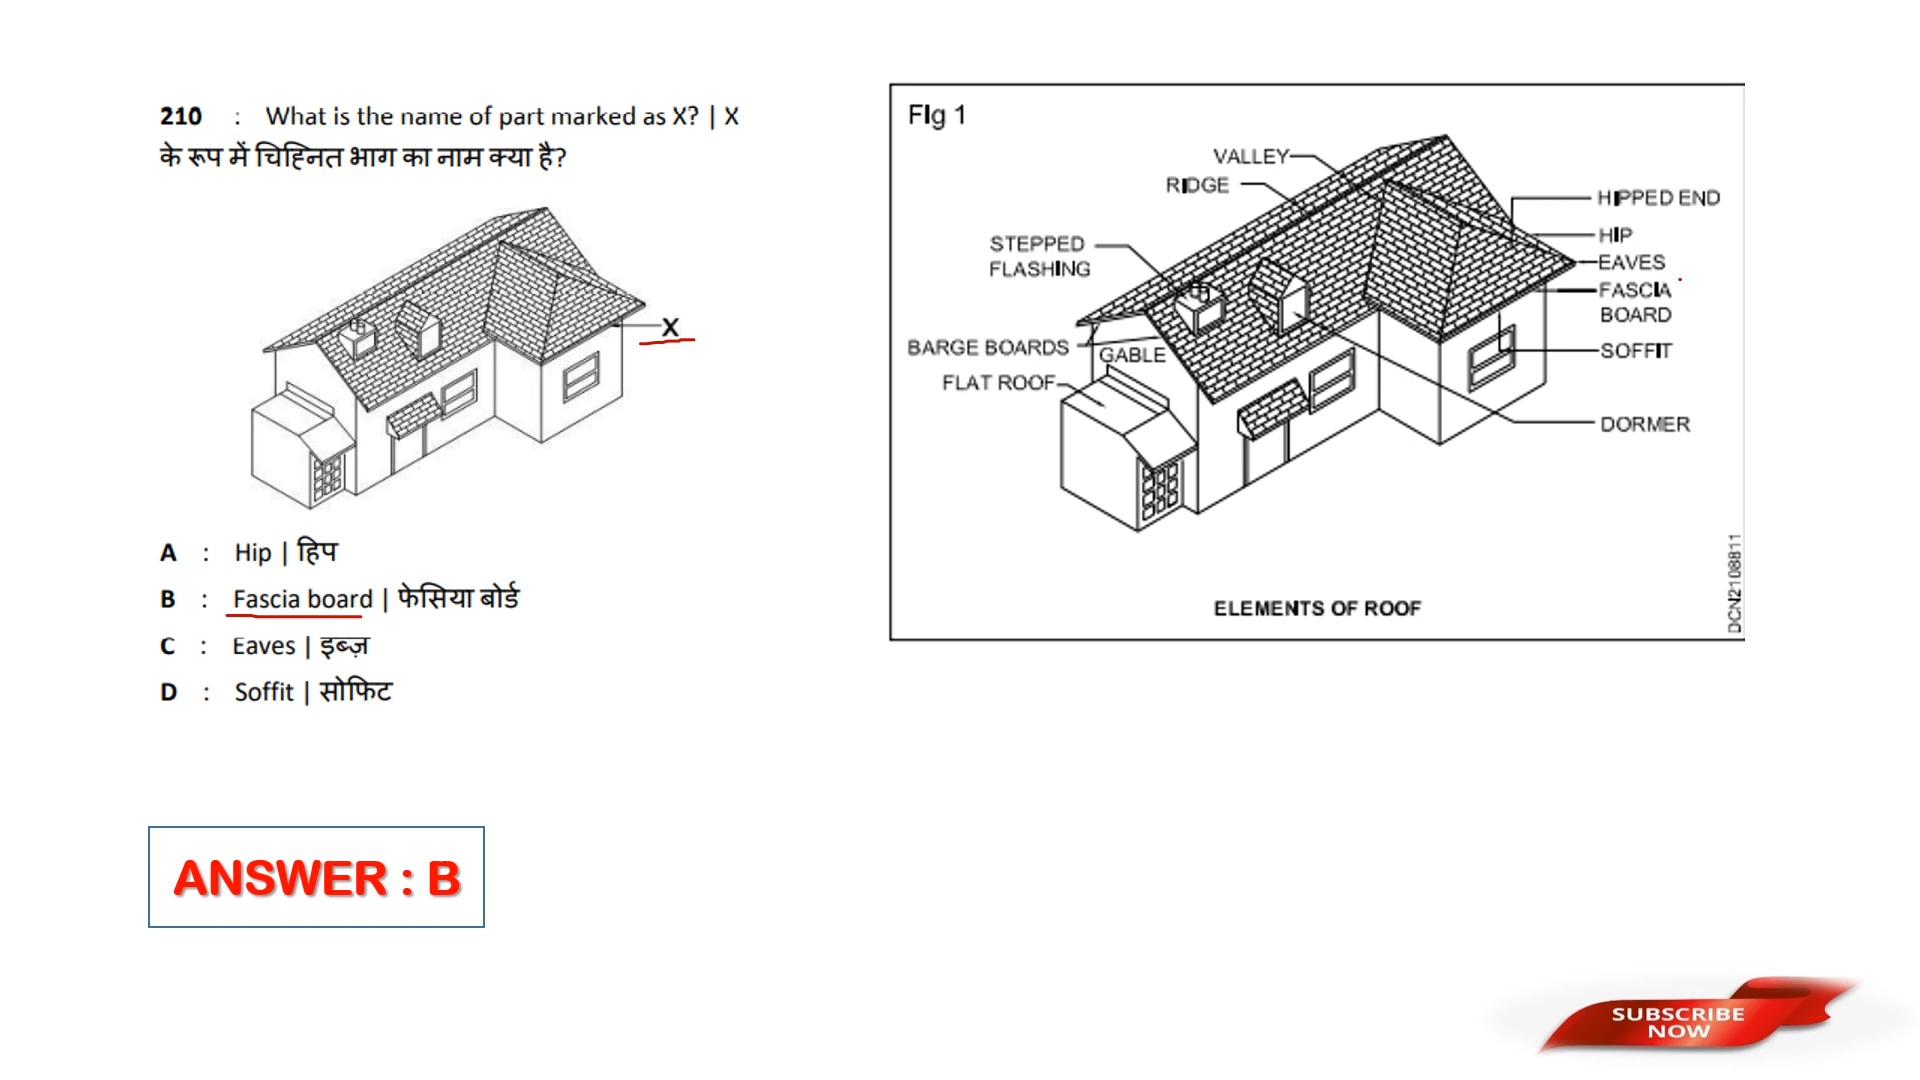 210 : What is the name of part marked as X? | X
के रूप में चिह्नित भाग का नाम क्या है?
X
A : Hip | हिप
B : Fascia board | फेसिया बोर्ड
C : Eaves | इब्ज़
D : Soffit | सोफिट
ANSWER : B
Fig 1
VALLEY
RIDGE
STEPPED
FLASHING
BARGE BOARDS
GABLE
FLAT ROOF
HIPPED END
HIP
EAVES
FASCIA
BOARD
SOFFIT
DORMER
ELEMENTS OF ROOF
DCN2108811
SUBSCRIBE
NOW